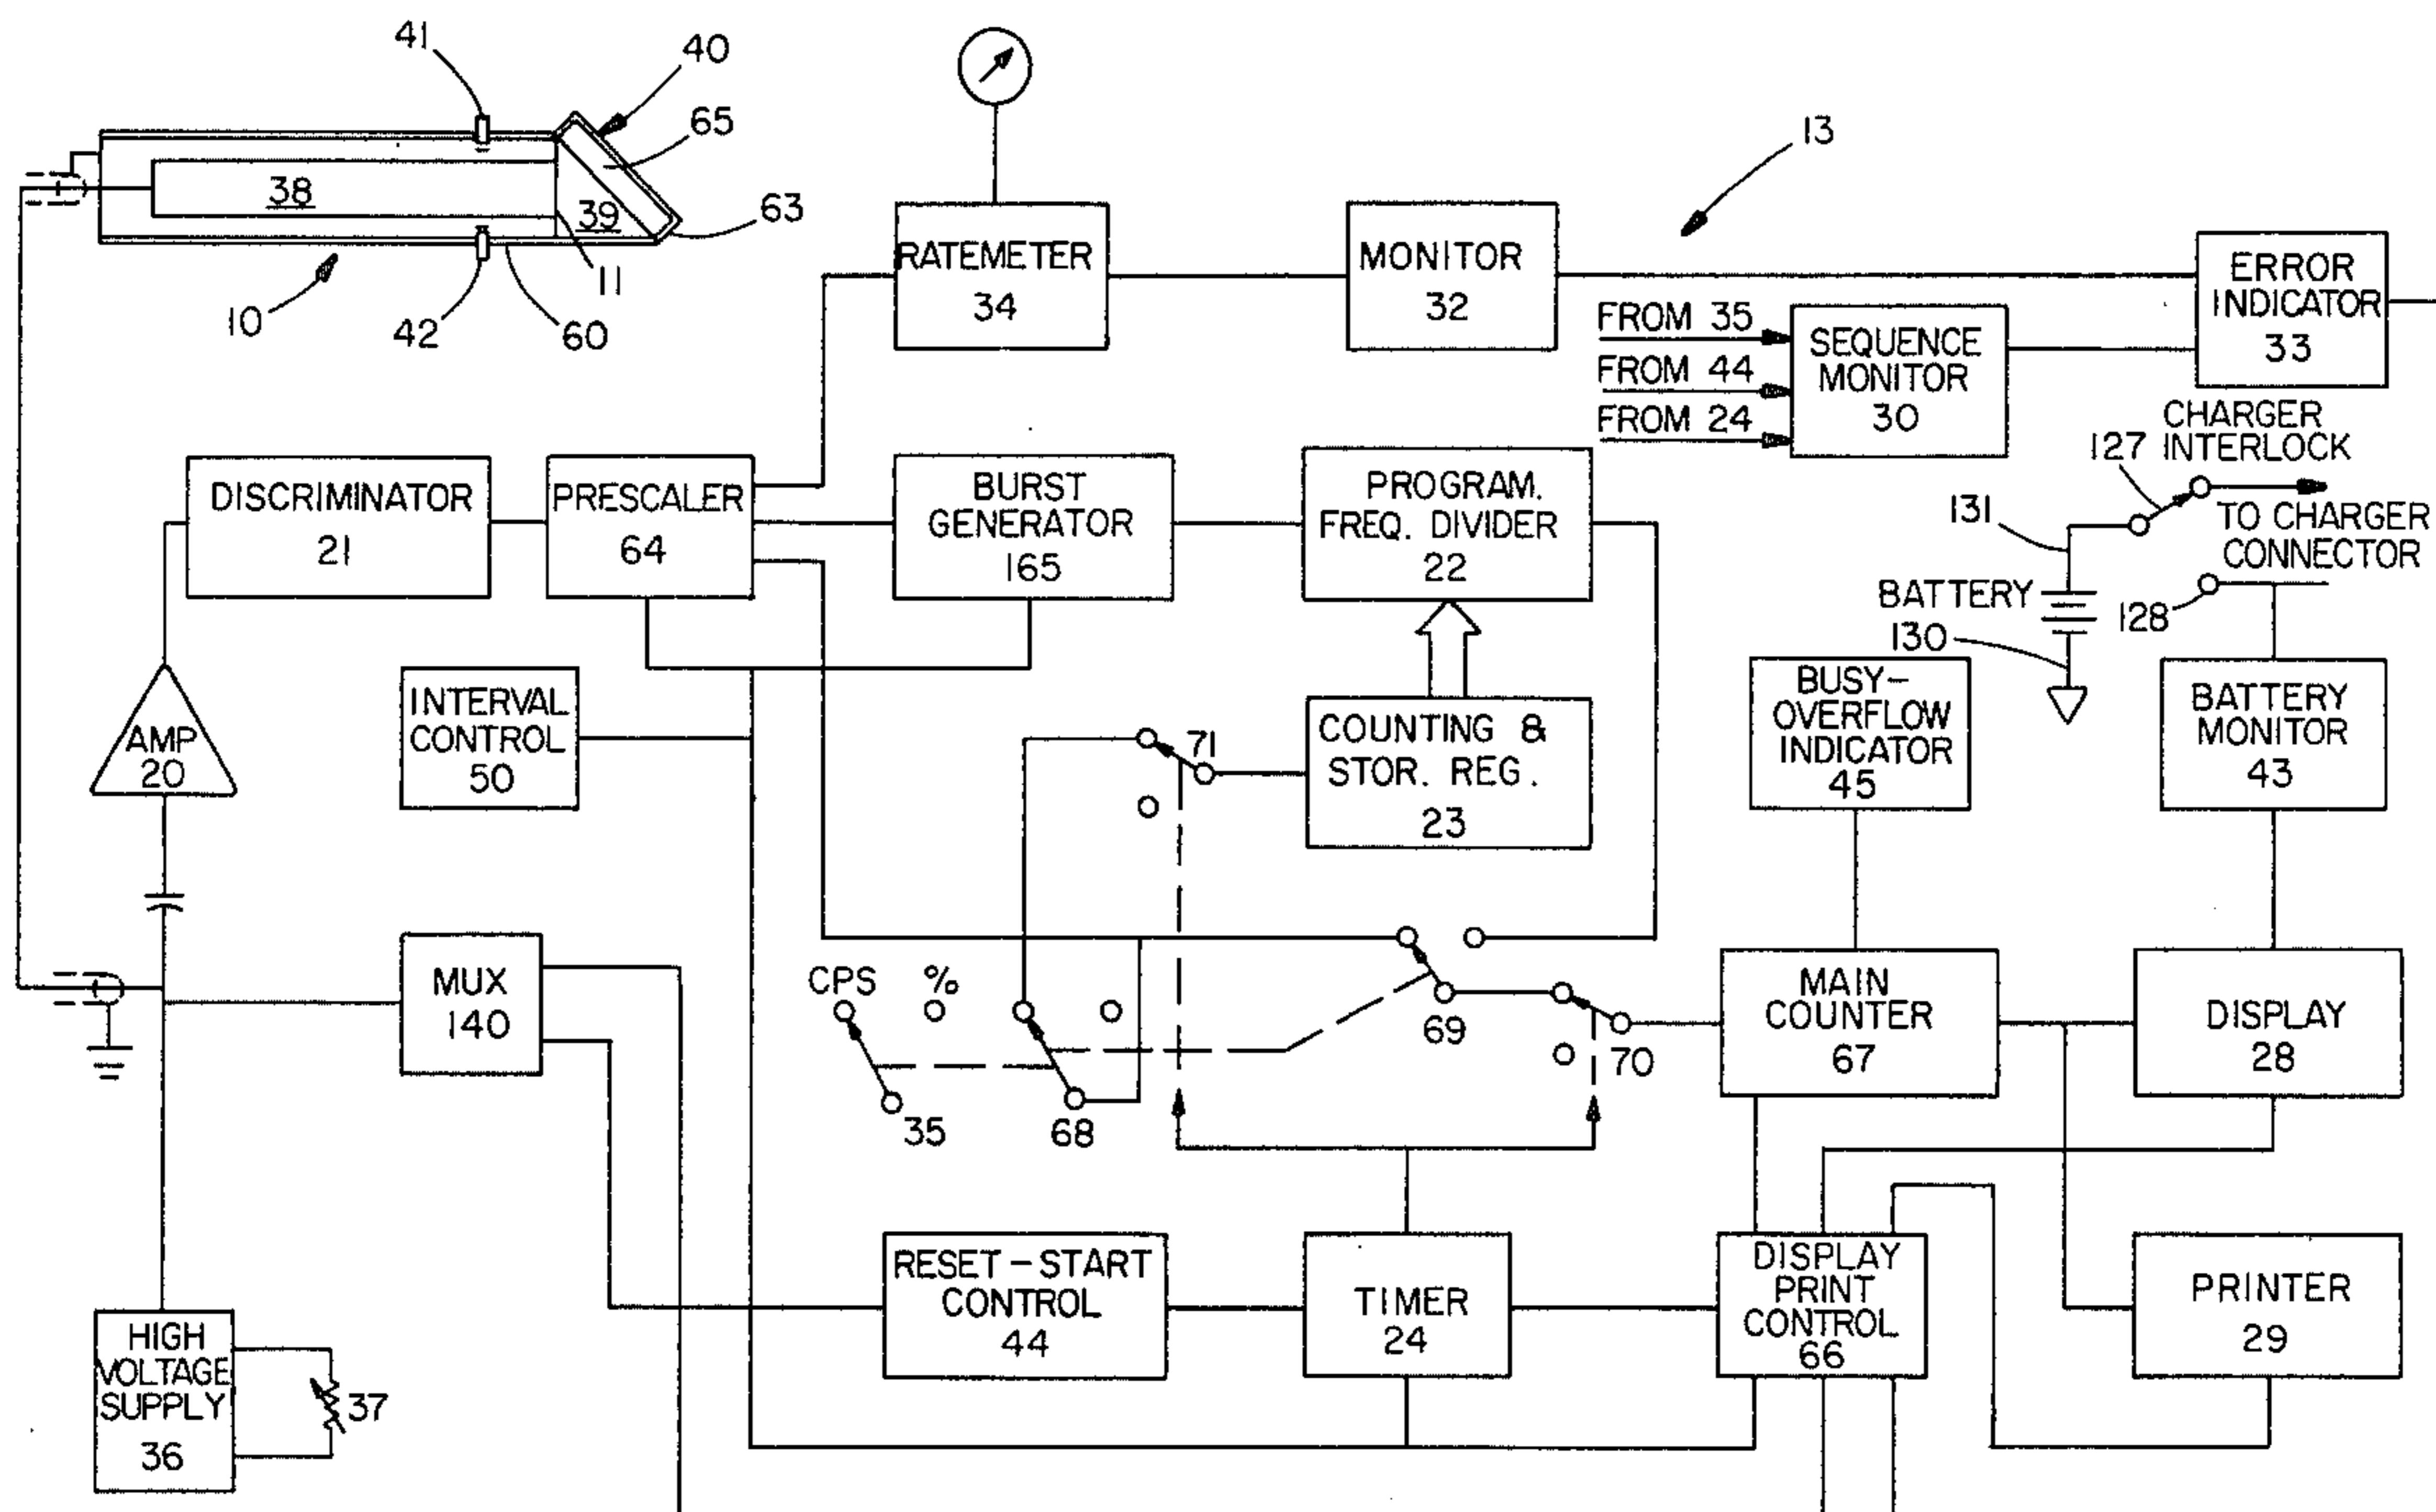 41
40
65
38
39
63
11
10
42
60
13
RATEMETER
34
MONITOR
32
ERROR
INDICATOR
33
FROM 35
FROM 44
FROM 24
SEQUENCE
MONITOR
30
CHARGER
INTERLOCK
127
TO CHARGER
CONNECTOR
131
BATTERY
130
128
DISCRIMINATOR
21
PRESCALER
64
BURST
GENERATOR
165
PROGRAM.
FREQ. DIVIDER
22
AMP
20
INTERVAL
CONTROL
50
71
COUNTING &
STOR. REG.
23
BUSY-
OVERFLOW
INDICATOR
45
BATTERY
MONITOR
43
MUX
140
CPS
%
35
68
69
70
MAIN
COUNTER
67
DISPLAY
28
HIGH
VOLTAGE
SUPPLY
36
37
RESET-START
CONTROL
44
TIMER
24
DISPLAY
PRINT
CONTROL
66
PRINTER
29